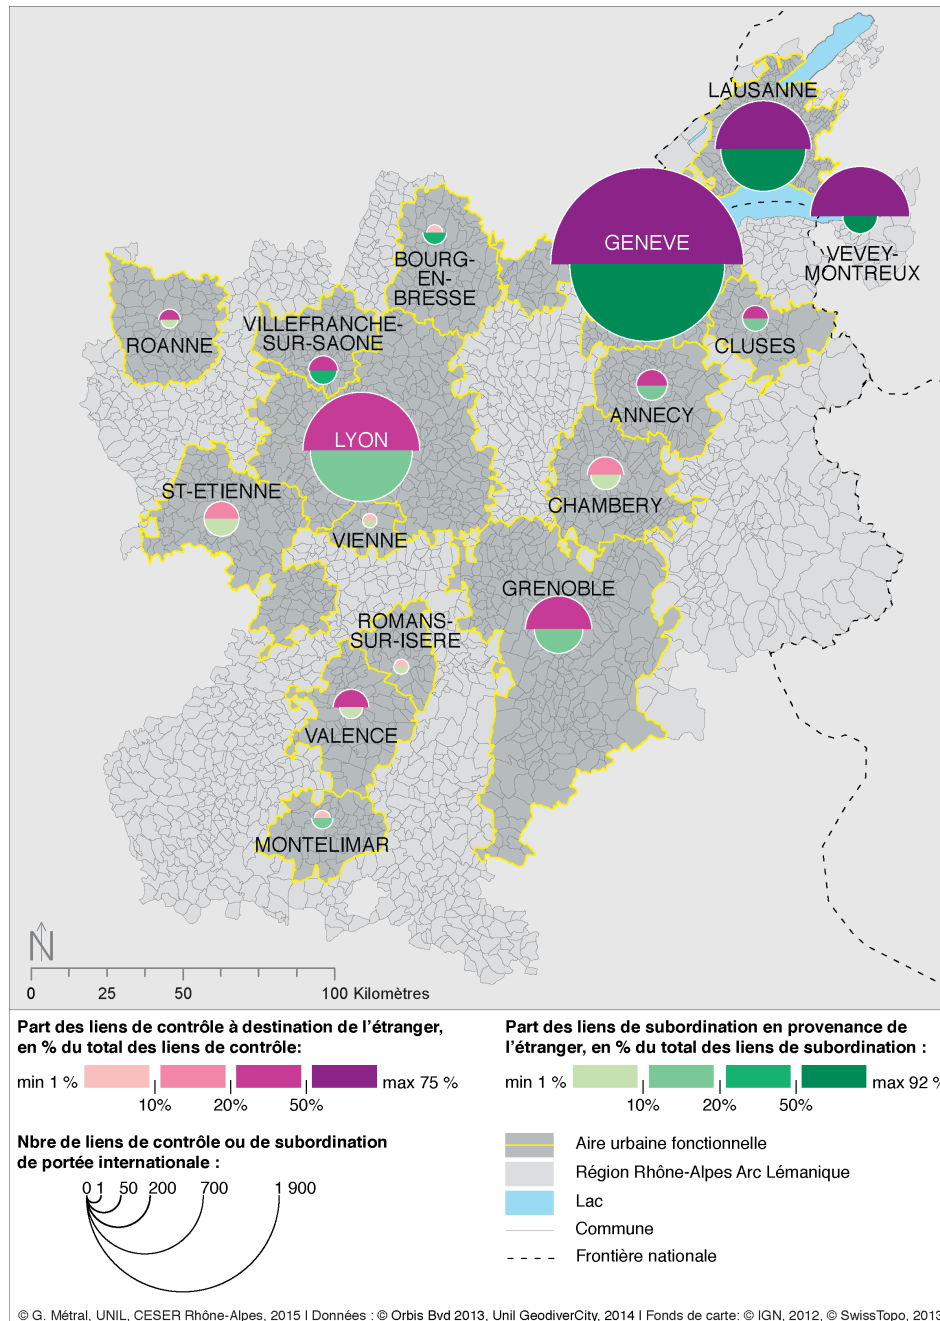 LAUSANNE
GENEVE
VEVEY-
MONTREUX
BOURG-
EN-
BRESSE
VILLEFRANCHE-
SUR-SAONE
ROANNE
CLUSES
ANNECY
LYON
ST-ETIENNE
CHAMBERY
VIENNE
GRENOBLE
ROMANS-
SUR-ISERE
VALENCE
MONTELIMAR
N
0 25 50 100 Kilomètres
Part des liens de contrôle à destination de l'étranger,
en % du total des liens de contrôle:
min 1 % max 75 %
10% 20% 50%
Part des liens de subordination en provenance de
l'étranger, en % du total des liens de subordination :
min 1 % max 92 %
10% 20% 50%
Nbre de liens de contrôle ou de subordination
de portée internationale :
0 1 50 200 700 1 900
Aire urbaine fonctionnelle
Région Rhône-Alpes Arc Lémanique
Lac
Commune
Frontière nationale
© G. Métral, UNIL, CESER Rhône-Alpes, 2015 I Données : © Orbis Bvd 2013, Unil GeodiverCity, 2014 I Fonds de carte: © IGN, 2012, © SwissTopo, 2013